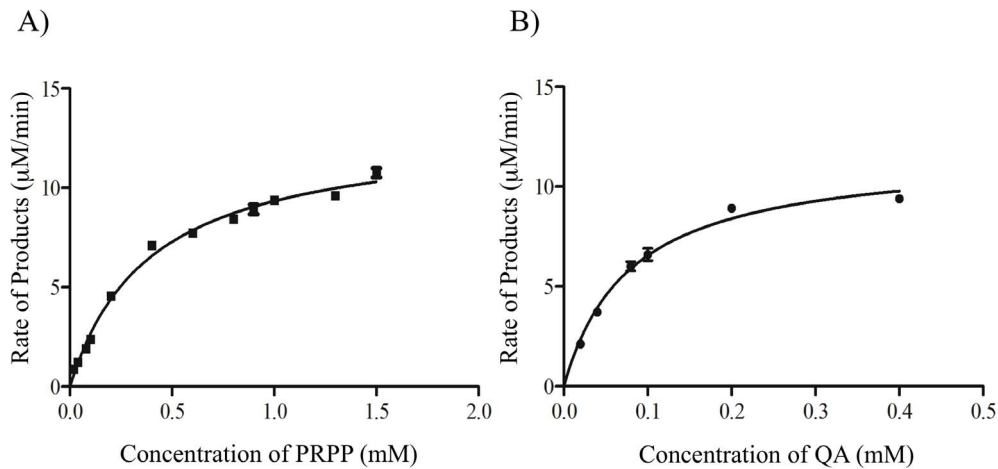 A)
B)
Rate of Products (µM/min)
15
10
5
0
0.0 0.5 1.0 1.5 2.0
Concentration of PRPP (mM)
Rate of Products (µM/min)
15
10
5
0
0.0 0.1 0.2 0.3 0.4 0.5
Concentration of QA (mM)